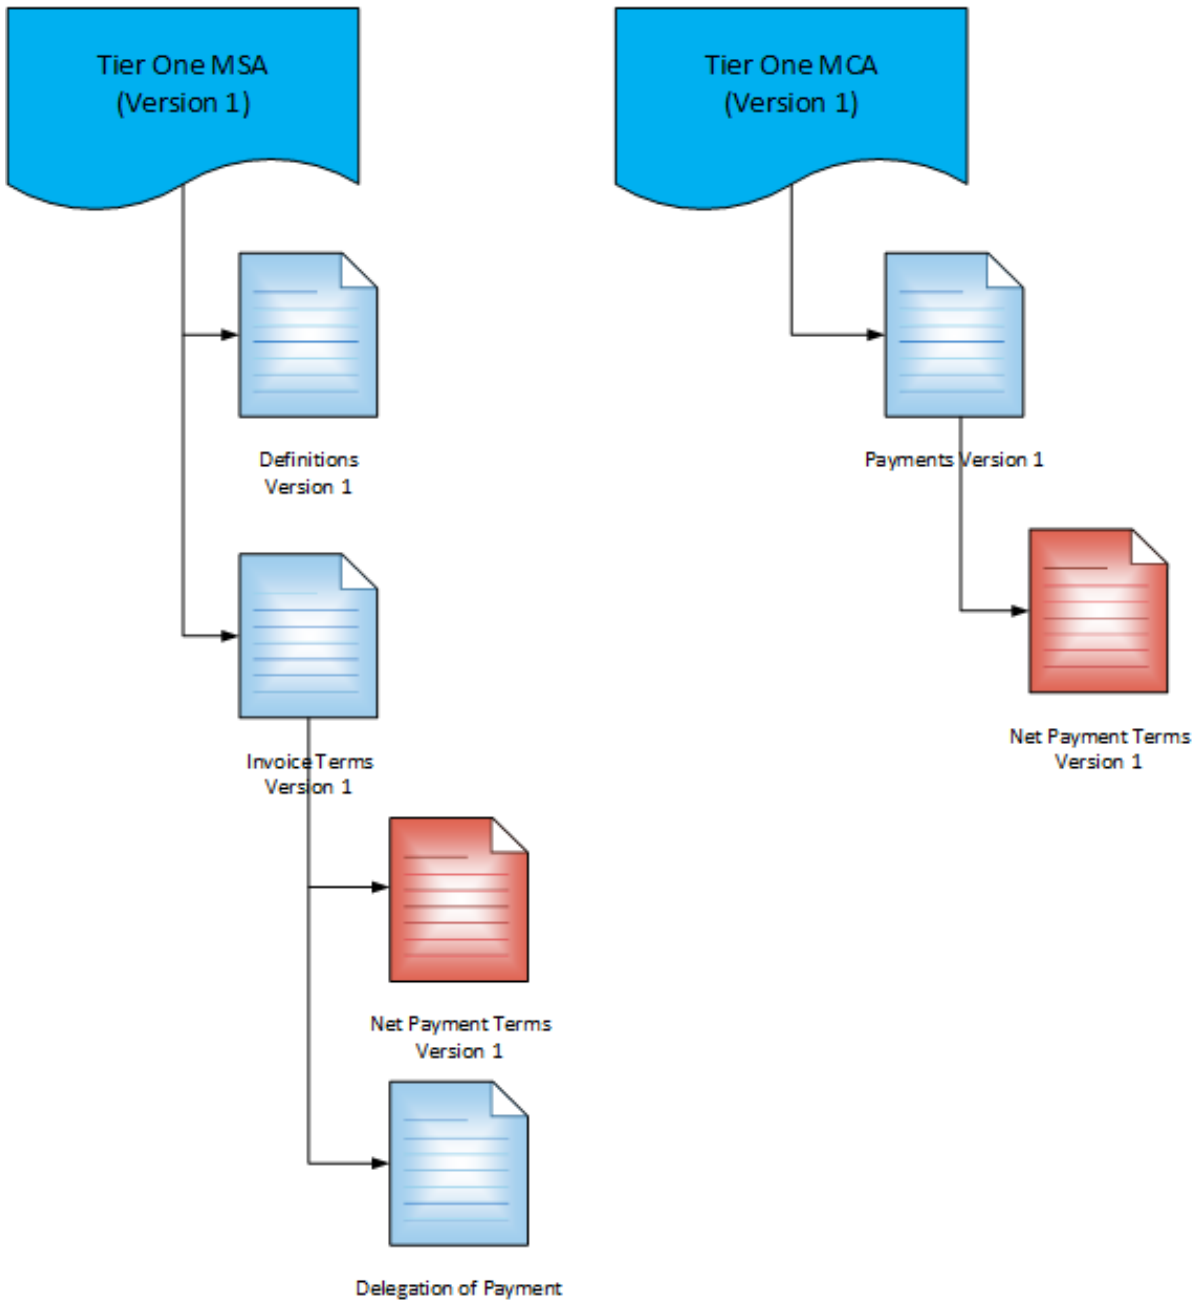 Tier One MSA
(Version 1)
Tier One MCA
(Version 1)
Definitions
Version 1
Payments Version 1
Invoice Terms
Version 1
Net Payment Terms
Version 1
Net Payment Terms
Version 1
Delegation of Payment